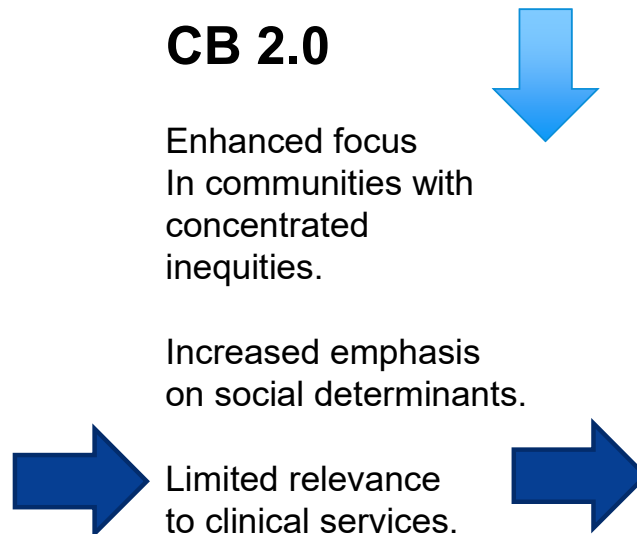 CB 2.0
Enhanced focus
In communities with
concentrated
inequities.
Increased emphasis
on social determinants.
Limited relevance
to clinical services.